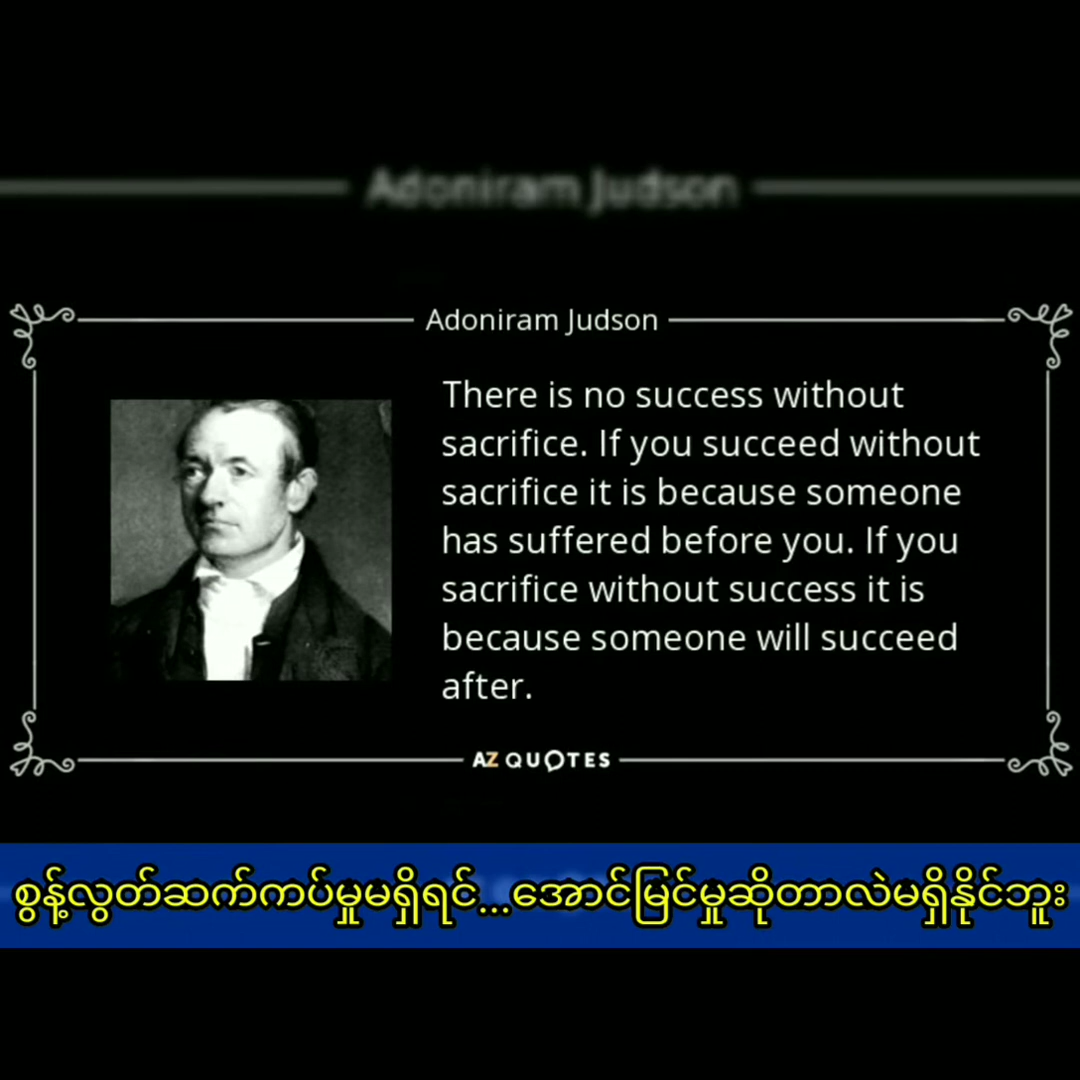 Adoniram Judson
Adoniram Judson
There is no success without
sacrifice. If you succeed without
sacrifice it is because someone
has suffered before you. If you
sacrifice without success it is
because someone will succeed
after.
AZ QUOTES
စွန့်လွှတ်ဆက်ကပ်မှုမရှိရင်...အောင်မြင်မှုဆိုတာလဲမရှိနိုင်ဘူး